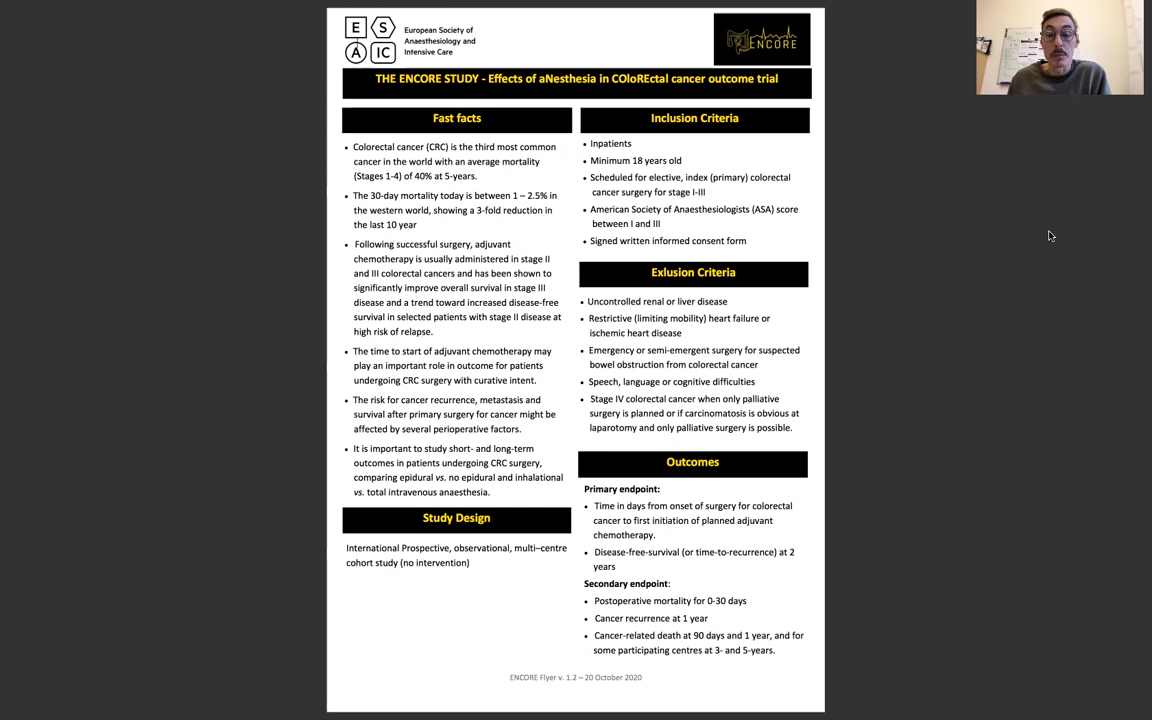 E S
A IC
European Society of
Anaesthesiology and
Intensive Care
ENCORE
THE ENCORE STUDY - Effects of aNesthesia in COloREctal cancer outcome trial
Fast facts
• Colorectal cancer (CRC) is the third most common
cancer in the world with an average mortality
(Stages 1-4) of 40% at 5-years.
• The 30-day mortality today is between 1 – 2.5% in
the western world, showing a 3-fold reduction in
the last 10 year
• Following successful surgery, adjuvant
chemotherapy is usually administered in stage II
and III colorectal cancers and has been shown to
significantly improve overall survival in stage III
disease and a trend toward increased disease-free
survival in selected patients with stage II disease at
high risk of relapse.
• The time to start of adjuvant chemotherapy may
play an important role in outcome for patients
undergoing CRC surgery with curative intent.
• The risk for cancer recurrence, metastasis and
survival after primary surgery for cancer might be
affected by several perioperative factors.
• It is important to study short- and long-term
outcomes in patients undergoing CRC surgery,
comparing epidural vs. no epidural and inhalational
vs. total intravenous anaesthesia.
Study Design
International Prospective, observational, multi–centre
cohort study (no intervention)
Inclusion Criteria
• Inpatients
• Minimum 18 years old
• Scheduled for elective, index (primary) colorectal
cancer surgery for stage I-III
• American Society of Anaesthesiologists (ASA) score
between I and III
• Signed written informed consent form
Exlusion Criteria
• Uncontrolled renal or liver disease
• Restrictive (limiting mobility) heart failure or
ischemic heart disease
• Emergency or semi-emergent surgery for suspected
bowel obstruction from colorectal cancer
• Speech, language or cognitive difficulties
• Stage IV colorectal cancer when only palliative
surgery is planned or if carcinomatosis is obvious at
laparotomy and only palliative surgery is possible.
Outcomes
Primary endpoint:
• Time in days from onset of surgery for colorectal
cancer to first initiation of planned adjuvant
chemotherapy.
• Disease-free-survival (or time-to-recurrence) at 2
years
Secondary endpoint:
• Postoperative mortality for 0-30 days
• Cancer recurrence at 1 year
• Cancer-related death at 90 days and 1 year, and for
some participating centres at 3- and 5-years.
ENCORE Flyer v. 1.2 – 20 October 2020